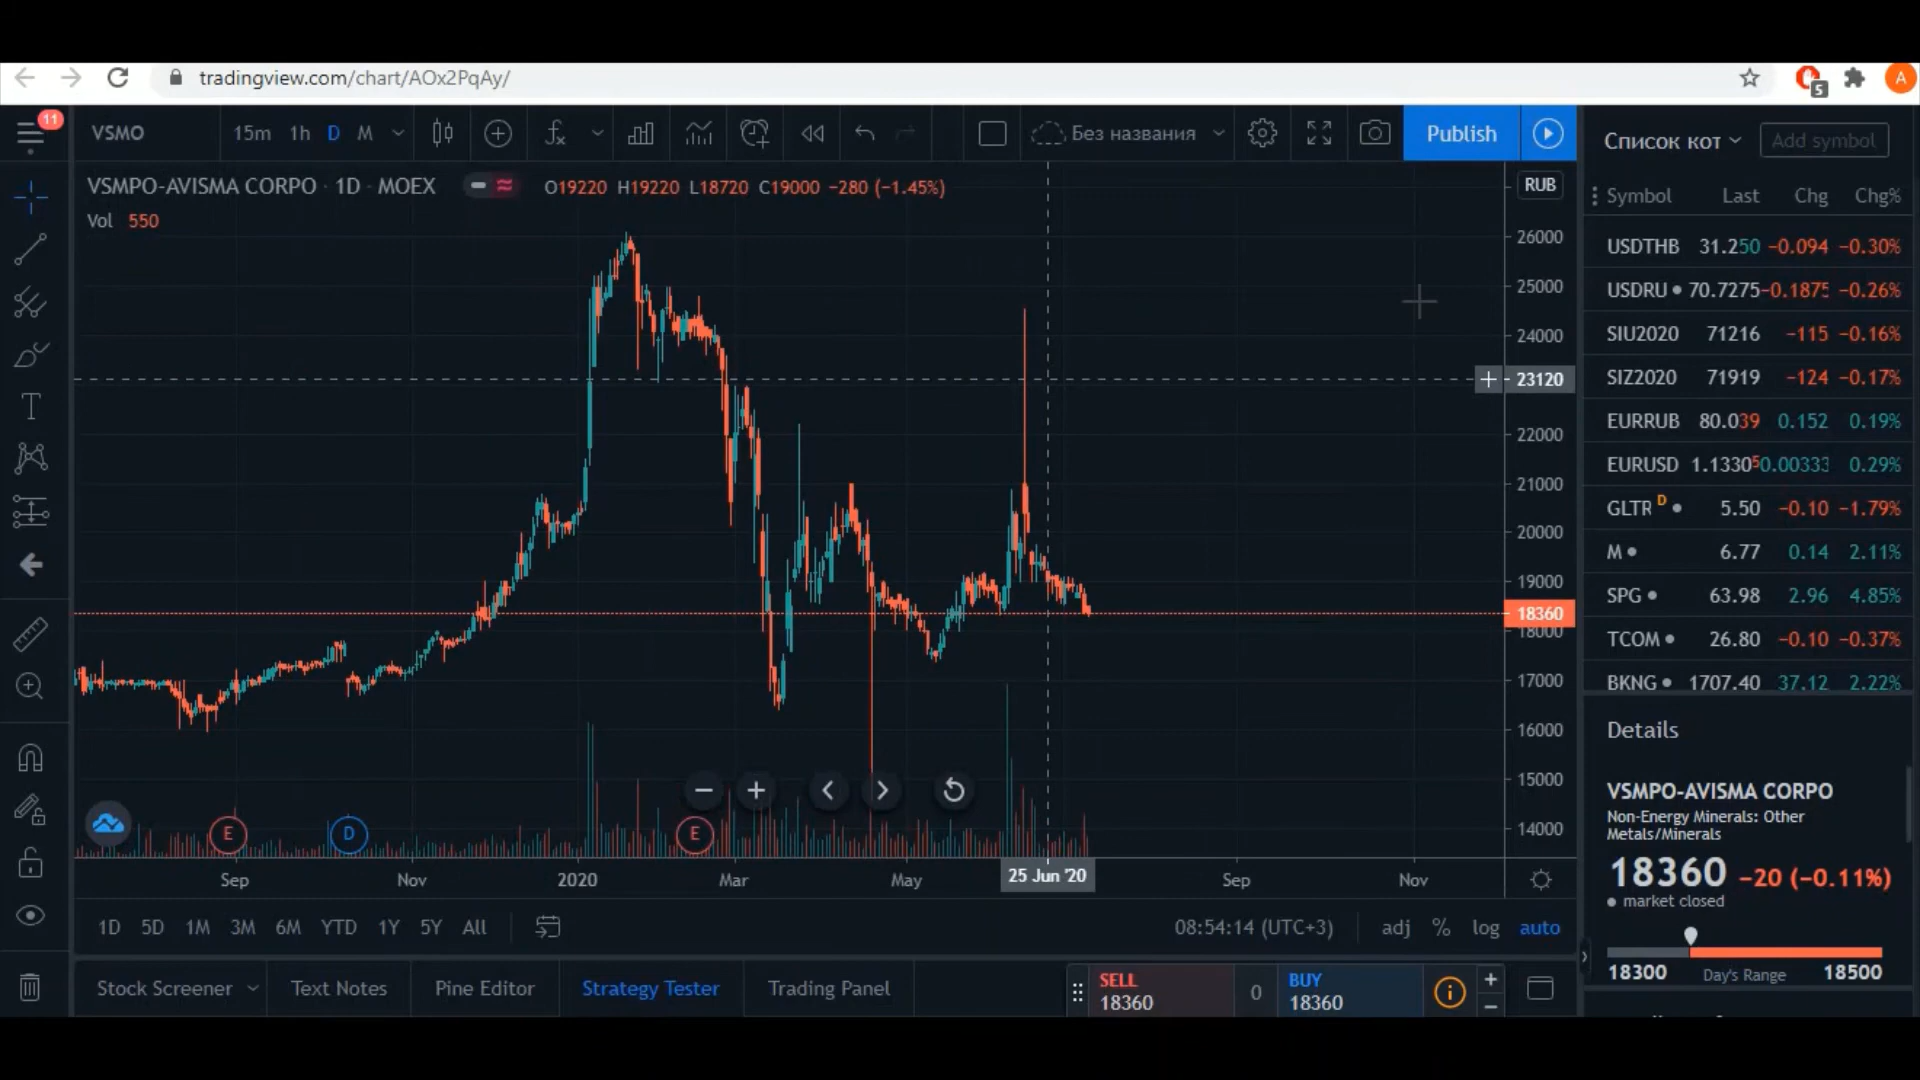 tradingview.com/chart/AOx2PqAy/
5
A
11
VSMO
15m 1h D M
Без названия
Publish
Список кот
Add symbol
VSMPO-AVISMA CORPO · 1D · MOEX
O19220 H19220 L18720 C19000 −280 (−1.45%)
RUB
Vol 550
Symbol Last Chg Chg%
USDTHB 31.250 −0.094 −0.30%
USDRU 70.7275 −0.1875 −0.26%
SIU2020 71216 −115 −0.16%
SIZ2020 71919 −124 −0.17%
EURRUB 80.039 0.152 0.19%
EURUSD 1.13305 0.00333 0.29%
GLTR D 5.50 −0.10 −1.79%
M 6.77 0.14 2.11%
SPG 63.98 2.96 4.85%
TCOM 26.80 −0.10 −0.37%
BKNG 1707.40 37.12 2.22%
26000
25000
24000
23120
22000
21000
20000
19000
18360
18000
17000
16000
15000
14000
E D E
Sep Nov 2020 Mar May 25 Jun '20 Sep Nov
Details
VSMPO-AVISMA CORPO
Non-Energy Minerals: Other
Metals/Minerals
18360 −20 (−0.11%)
market closed
18300 Day's Range 18500
1D 5D 1M 3M 6M YTD 1Y 5Y All
08:54:14 (UTC+3) adj % log auto
Stock Screener Text Notes Pine Editor Strategy Tester Trading Panel
SELL
18360
0
BUY
18360